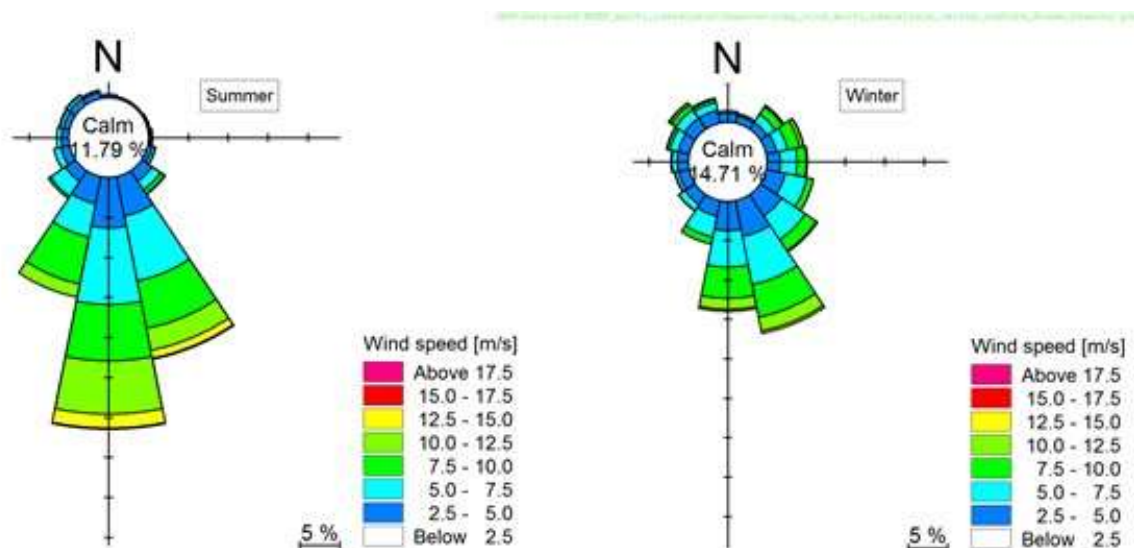 N
Summer
Calm
11.79 %
Wind speed [m/s]
Above 17.5
15.0 - 17.5
12.5 - 15.0
10.0 - 12.5
7.5 - 10.0
5.0 - 7.5
2.5 - 5.0
Below 2.5
5 %
N
Winter
Calm
14.71 %
Wind speed [m/s]
Above 17.5
15.0 - 17.5
12.5 - 15.0
10.0 - 12.5
7.5 - 10.0
5.0 - 7.5
2.5 - 5.0
Below 2.5
5 %